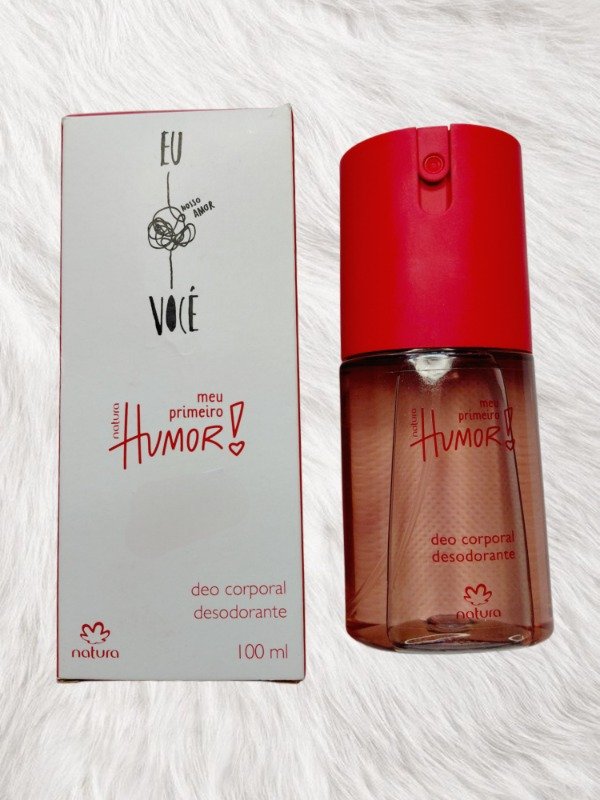 EU
NOSSO
AMOR
VOCÊ
meu
primeiro
natura
HUMOR!
deo corporal
desodorante
natura
100 ml
meu
primeiro
natura
HUMOR!
deo corporal
desodorante
natura